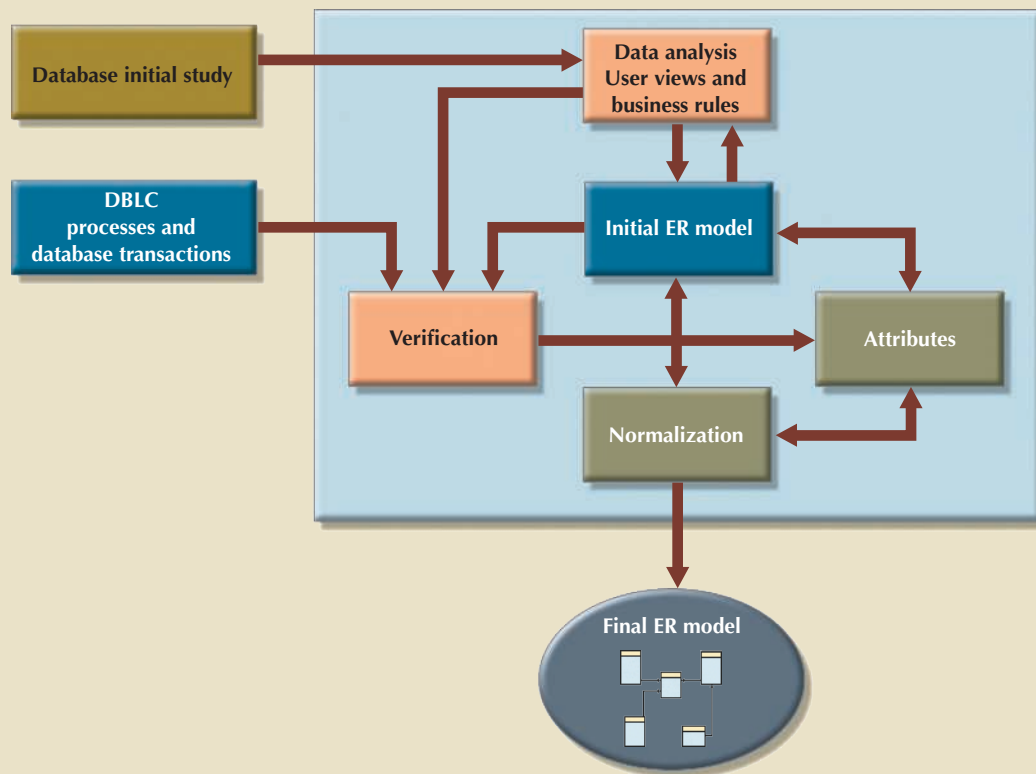 Database initial study
Data analysis
User views and
business rules
DBLC
processes and
database transactions
Initial ER model
Verification
Attributes
Normalization
Final ER model